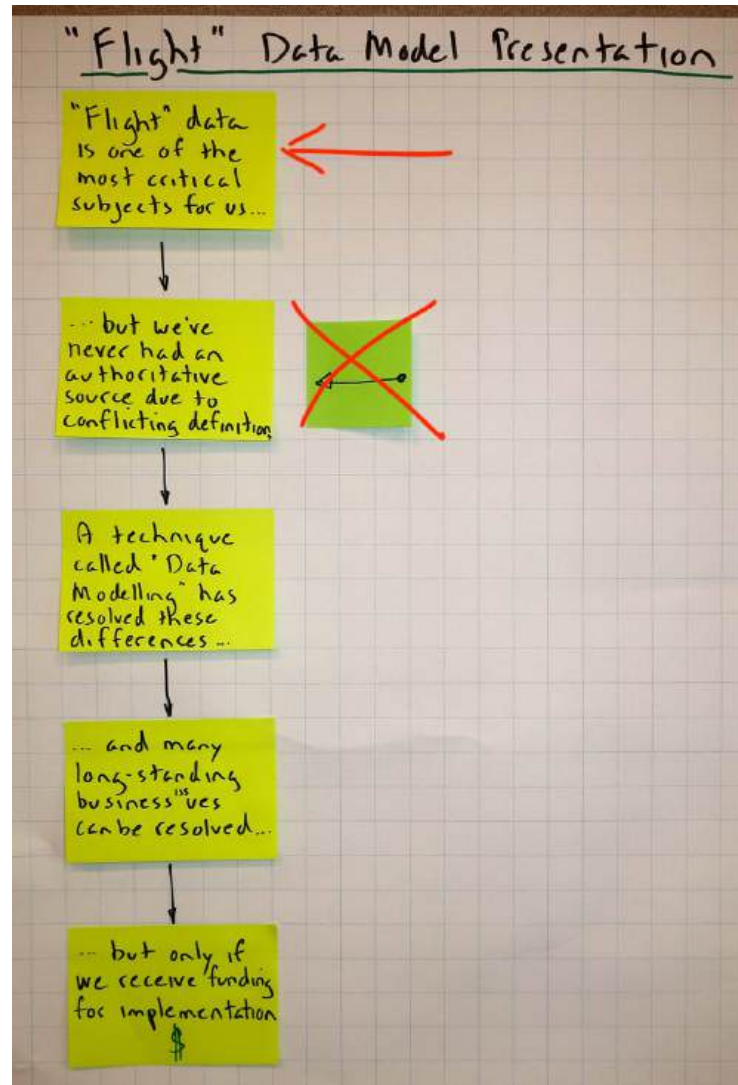 "Flight" Data Model Presentation
"Flight" data
is one of the
most critical
subjects for us...
... but we've
never had an
authoritative
source due to
conflicting definition
A technique
called "Data
Modelling" has
resolved these
differences...
... and many
long-standing
business issues
can be resolved...
... but only if
we receive funding
for implementation
$